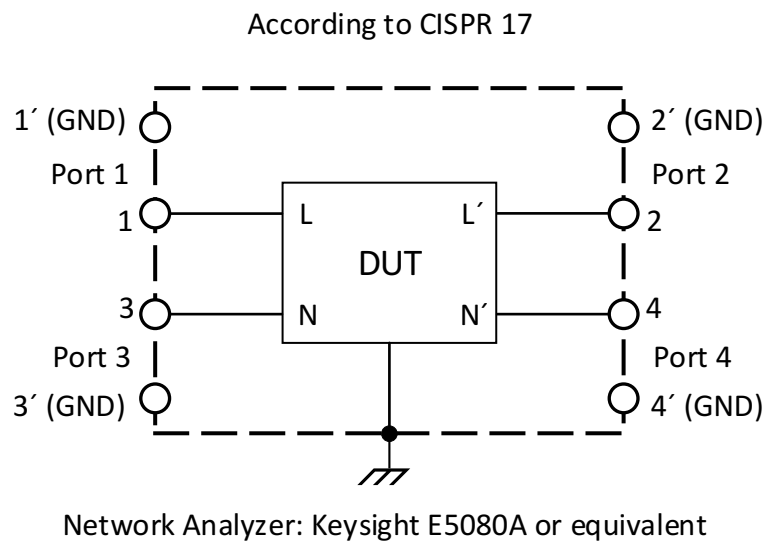 According to CISPR 17
1´ (GND)
2´ (GND)
Port 1
Port 2
1
L
L´
2
DUT
3
N
N´
4
Port 3
Port 4
3´ (GND)
4´ (GND)
Network Analyzer: Keysight E5080A or equivalent